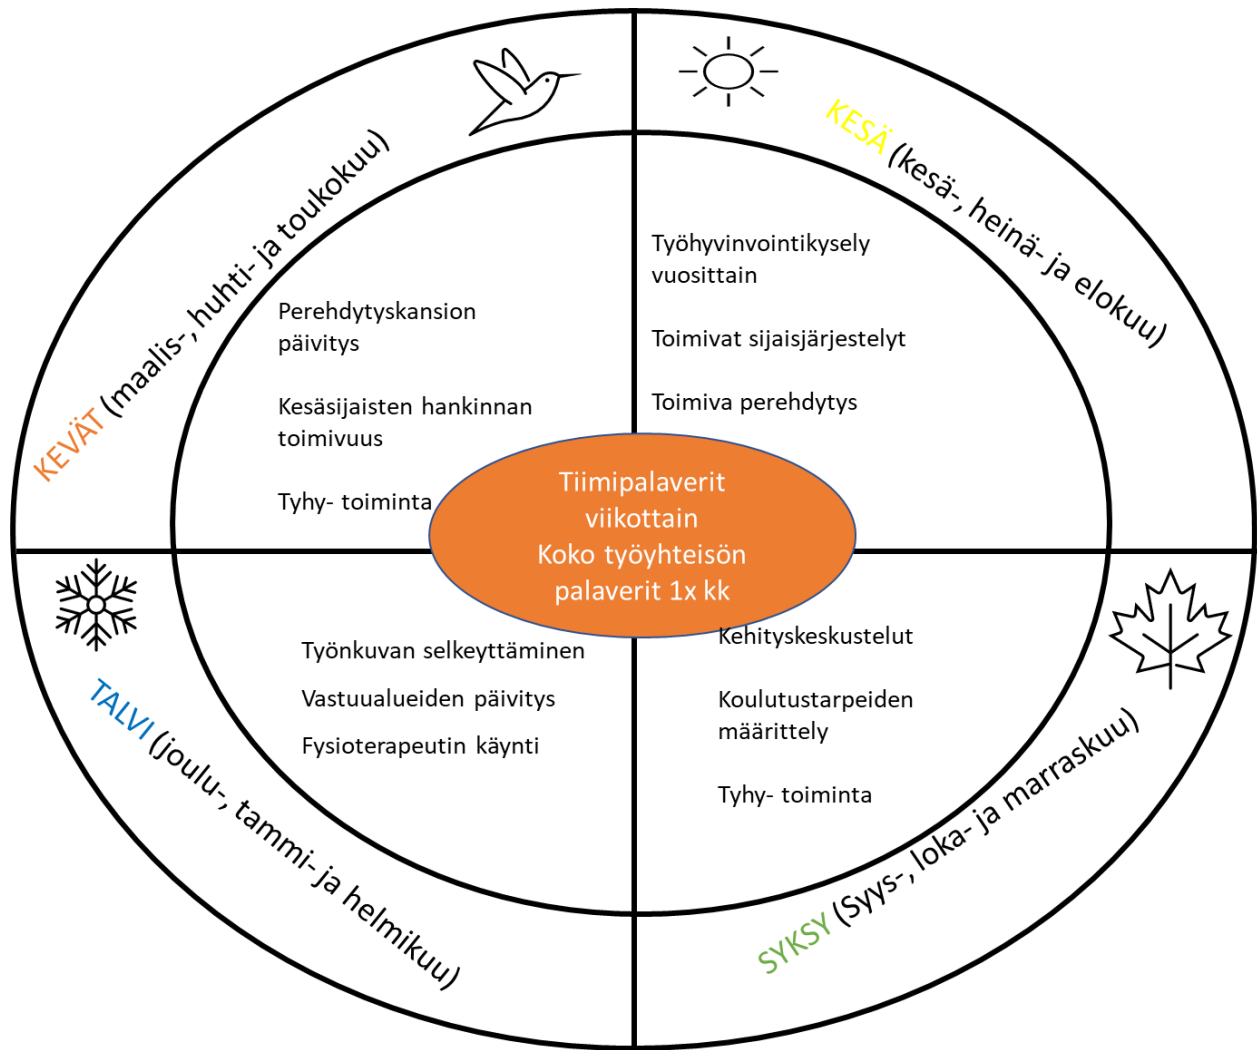 KEVÄT (maalis-, huhti- ja toukokuu)
Perehdytyskansion
päivitys
Kesäsijaisten hankinnan
toimivuus
Tyhy- toiminta
KESÄ (kesä-, heinä- ja elokuu)
Työhyvinvointikysely
vuosittain
Toimivat sijaisjärjestelyt
Toimiva perehdytys
Tiimipalaverit
viikottain
Koko työyhteisön
palaverit 1x kk
TALVI (joulu-, tammi- ja helmikuu)
Työnkuvan selkeyttäminen
Vastuualueiden päivitys
Fysioterapeutin käynti
SYKSY (Syys-, loka- ja marraskuu)
Kehityskeskustelut
Koulutustarpeiden
määrittely
Tyhy- toiminta